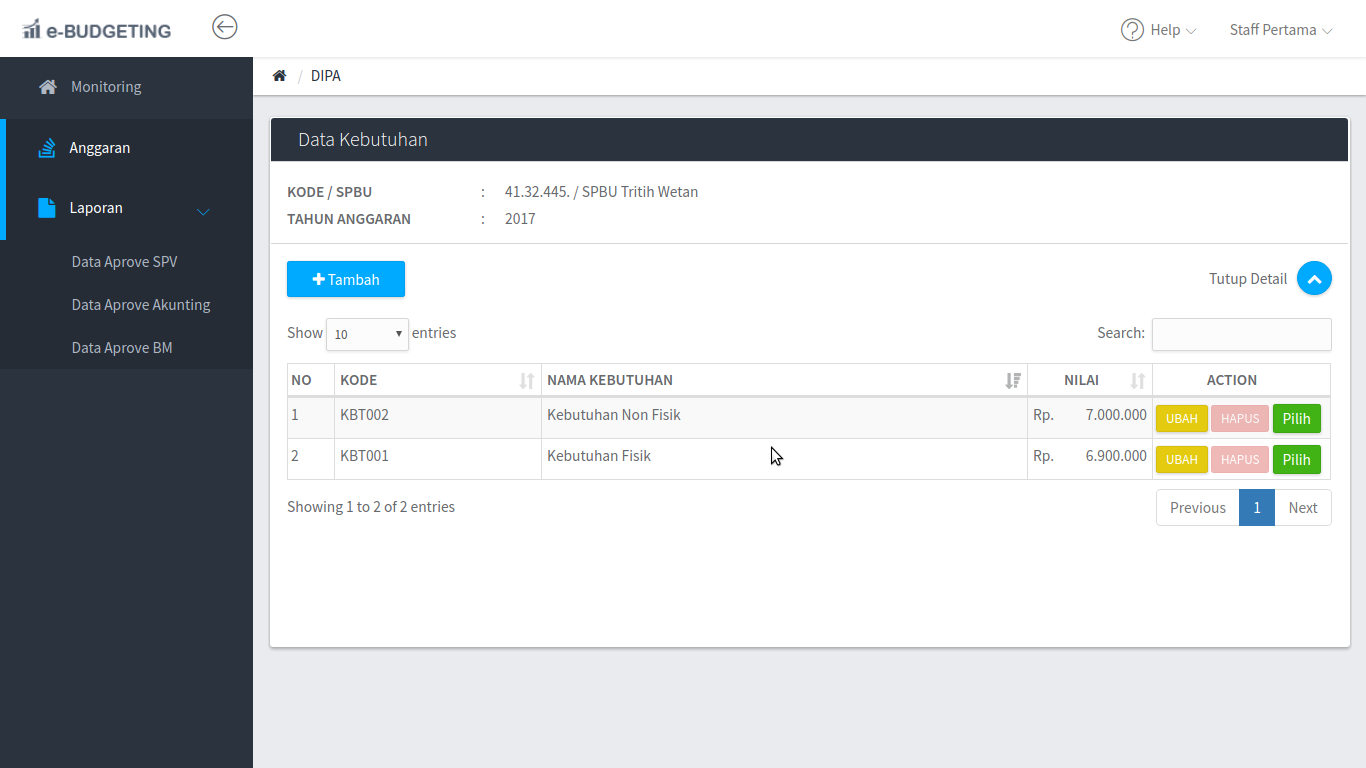 e-BUDGETING
Help
Staff Pertama
Monitoring
Anggaran
Laporan
Data Aprove SPV
Data Aprove Akunting
Data Aprove BM
/ DIPA
Data Kebutuhan
KODE / SPBU : 41.32.445. / SPBU Tritih Wetan
TAHUN ANGGARAN : 2017
Tambah
Tutup Detail
Show 10 entries
Search:
NO KODE NAMA KEBUTUHAN NILAI ACTION
1 KBT002 Kebutuhan Non Fisik Rp. 7.000.000 UBAH HAPUS Pilih
2 KBT001 Kebutuhan Fisik Rp. 6.900.000 UBAH HAPUS Pilih
Showing 1 to 2 of 2 entries
Previous 1 Next